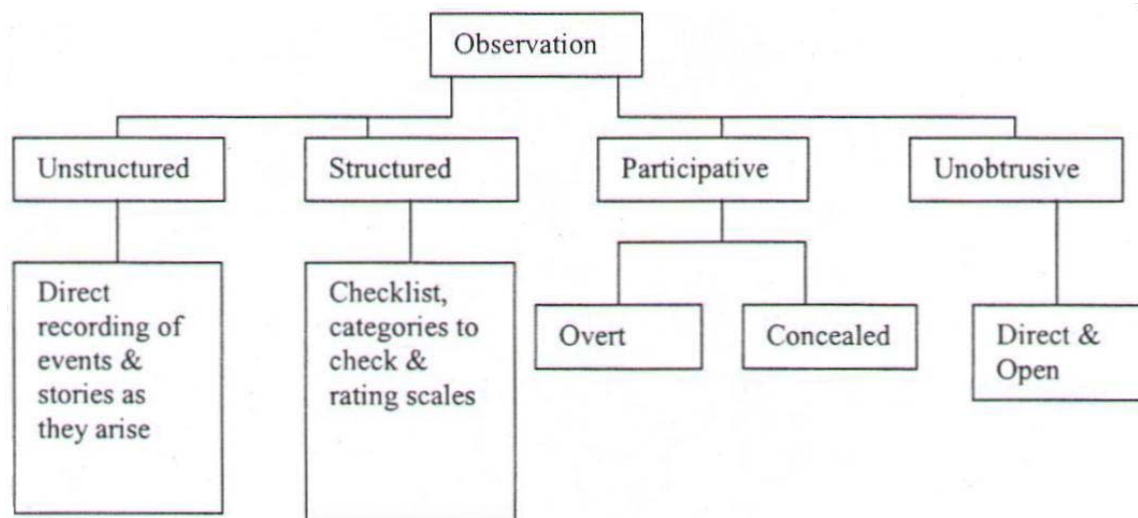 Observation
Unstructured
Structured
Participative
Unobtrusive
Direct
recording of
events &
stories as
they arise
Checklist,
categories to
check &
rating scales
Overt
Concealed
Direct &
Open